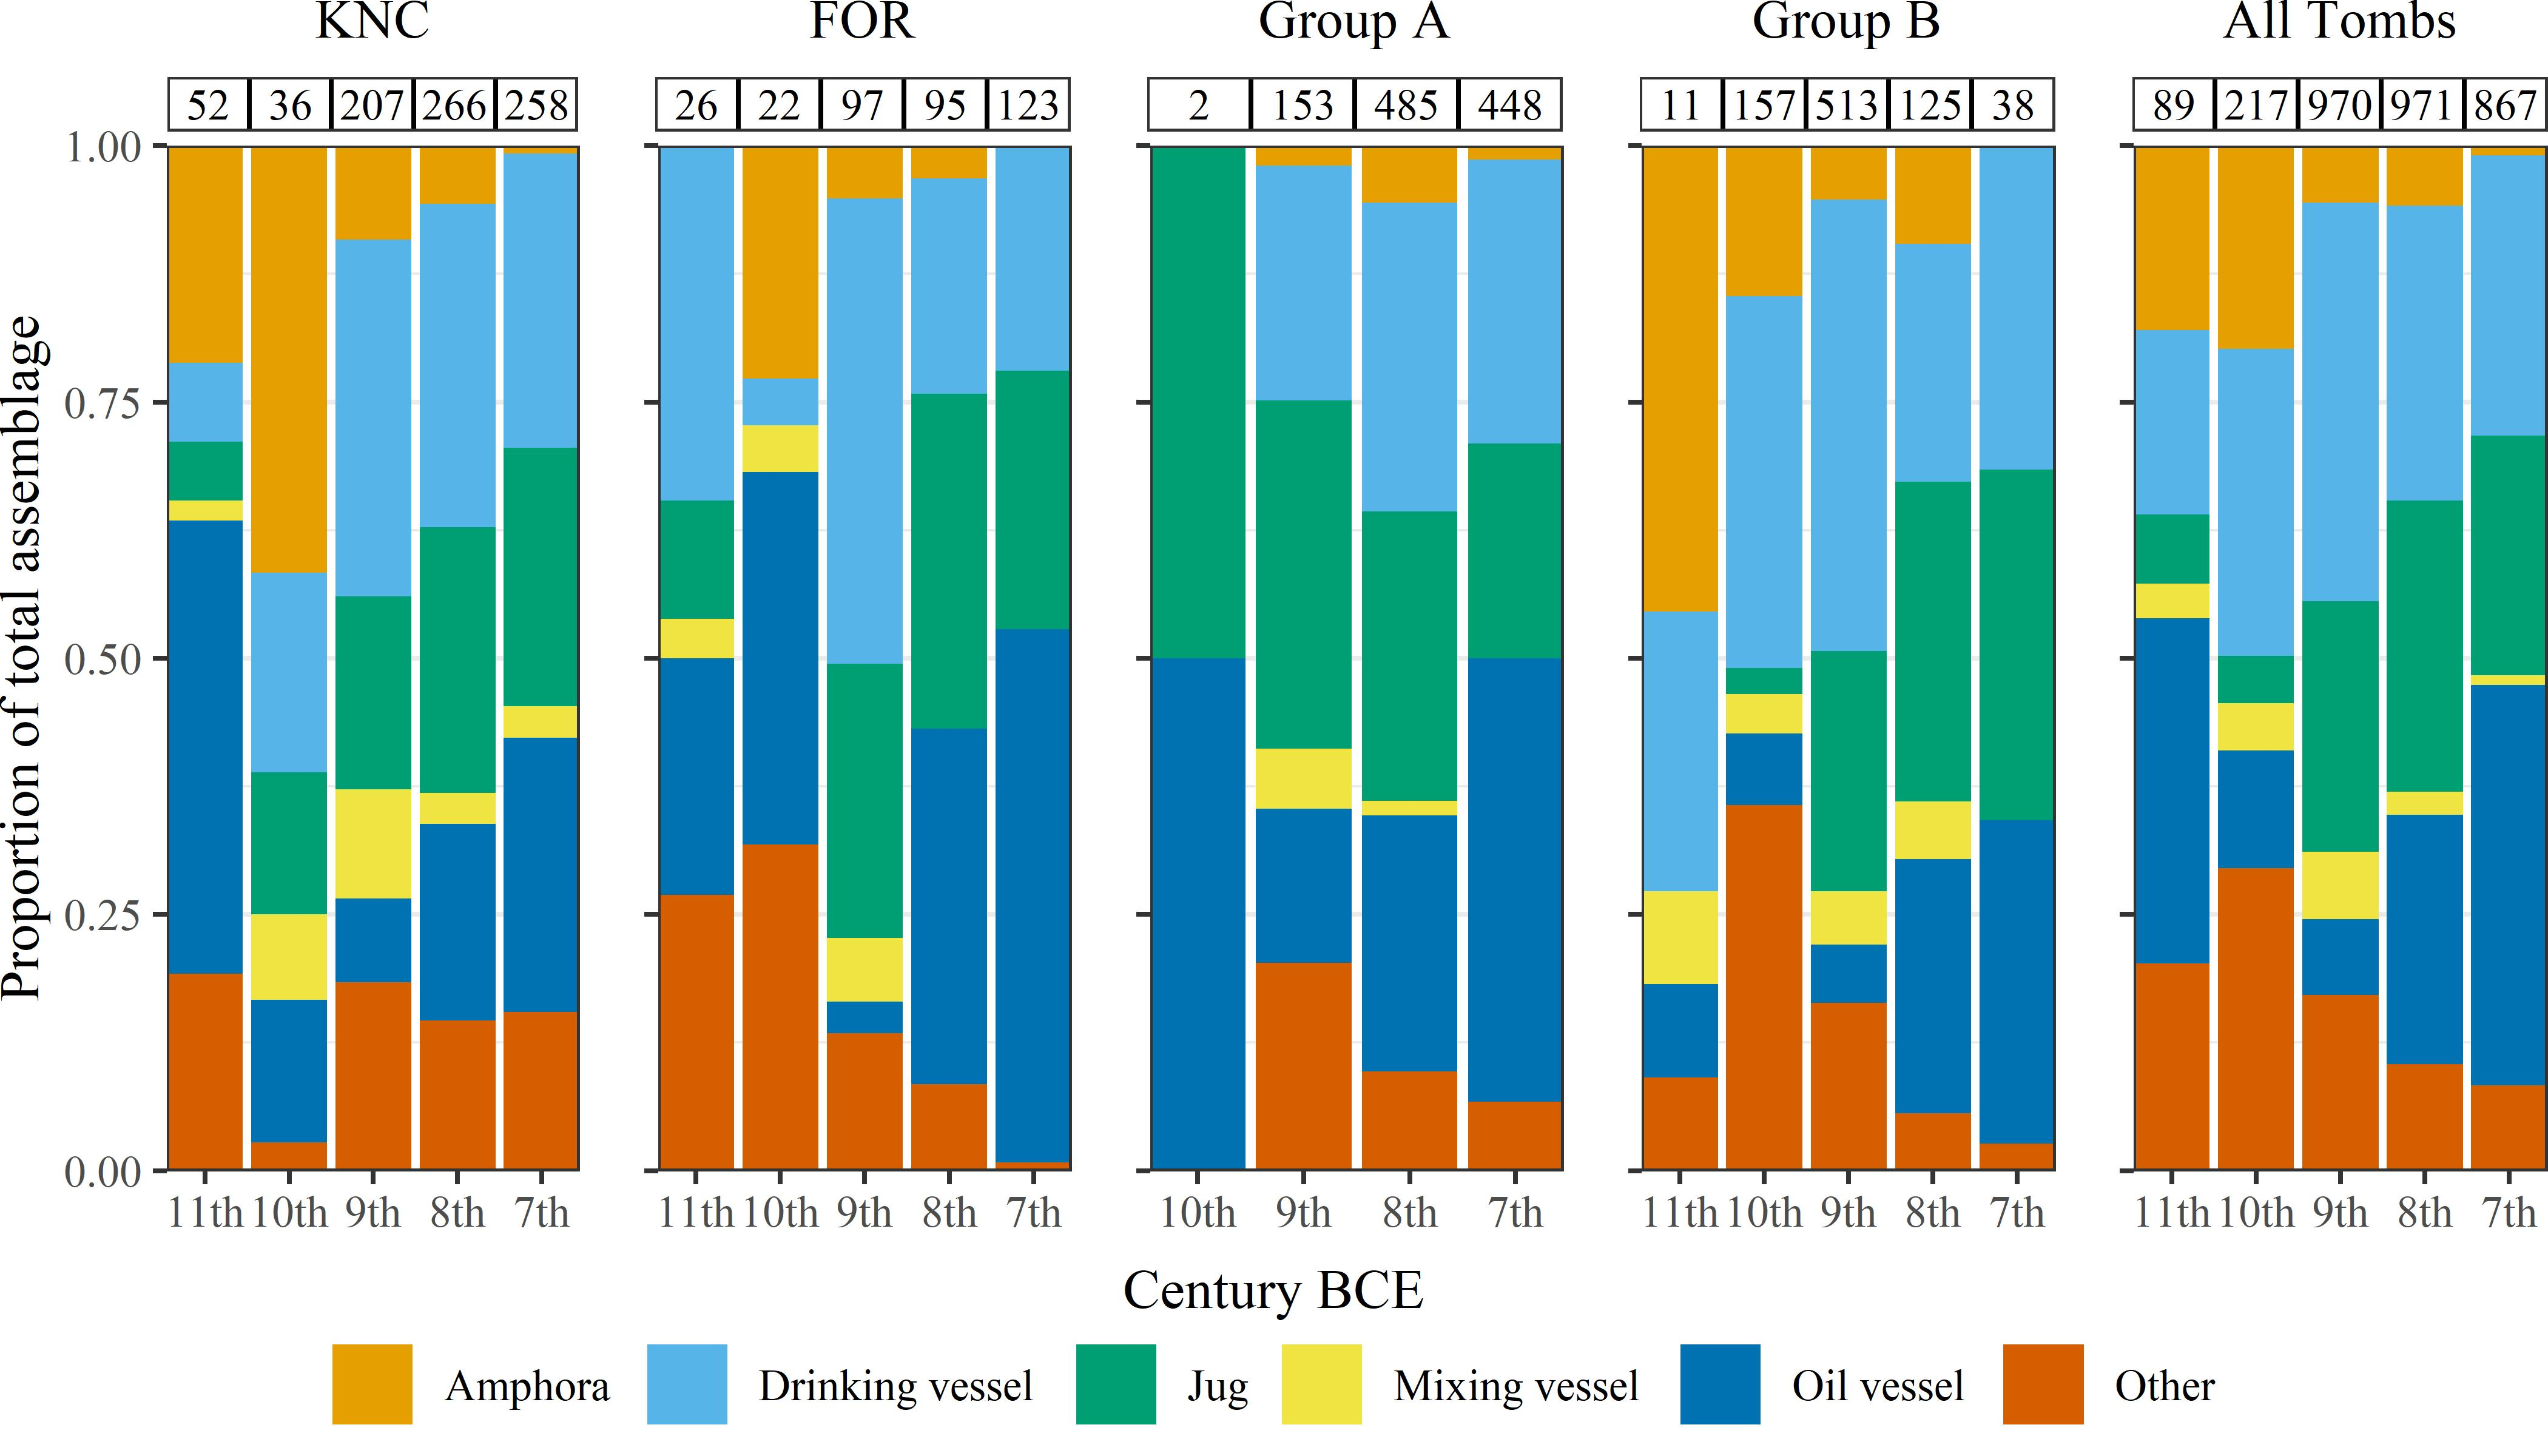 KNC FOR Group A Group B All Tombs
52 36 207 266 258 26 22 97 95 123 2 153 485 448 11 157 513 125 38 89 217 970 971 867
Proportion of total assemblage
1.00
0.75
0.50
0.25
0.00
11th 10th 9th 8th 7th 11th 10th 9th 8th 7th 10th 9th 8th 7th 11th 10th 9th 8th 7th 11th 10th 9th 8th 7th
Century BCE
Amphora Drinking vessel Jug Mixing vessel Oil vessel Other